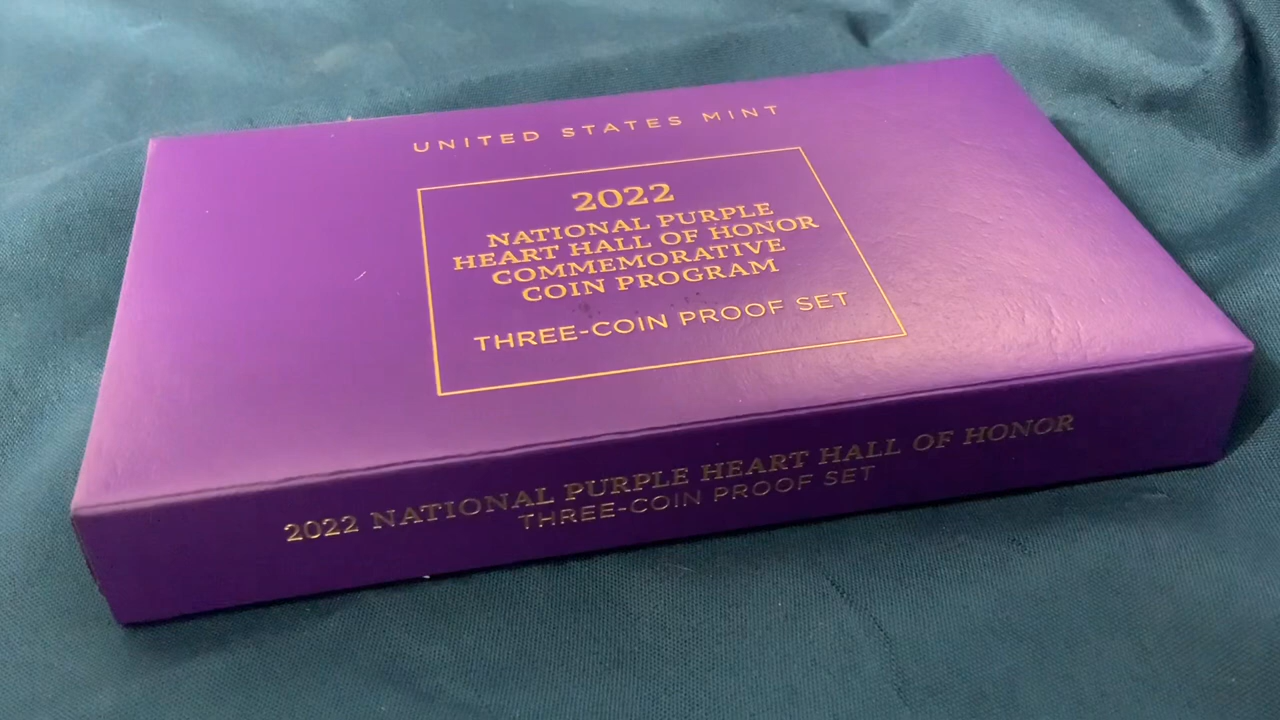 UNITED STATES MINT
2022
NATIONAL PURPLE
HEART HALL OF HONOR
COMMEMORATIVE
COIN PROGRAM
THREE-COIN PROOF SET
2022 NATIONAL PURPLE HEART HALL OF HONOR
THREE-COIN PROOF SET